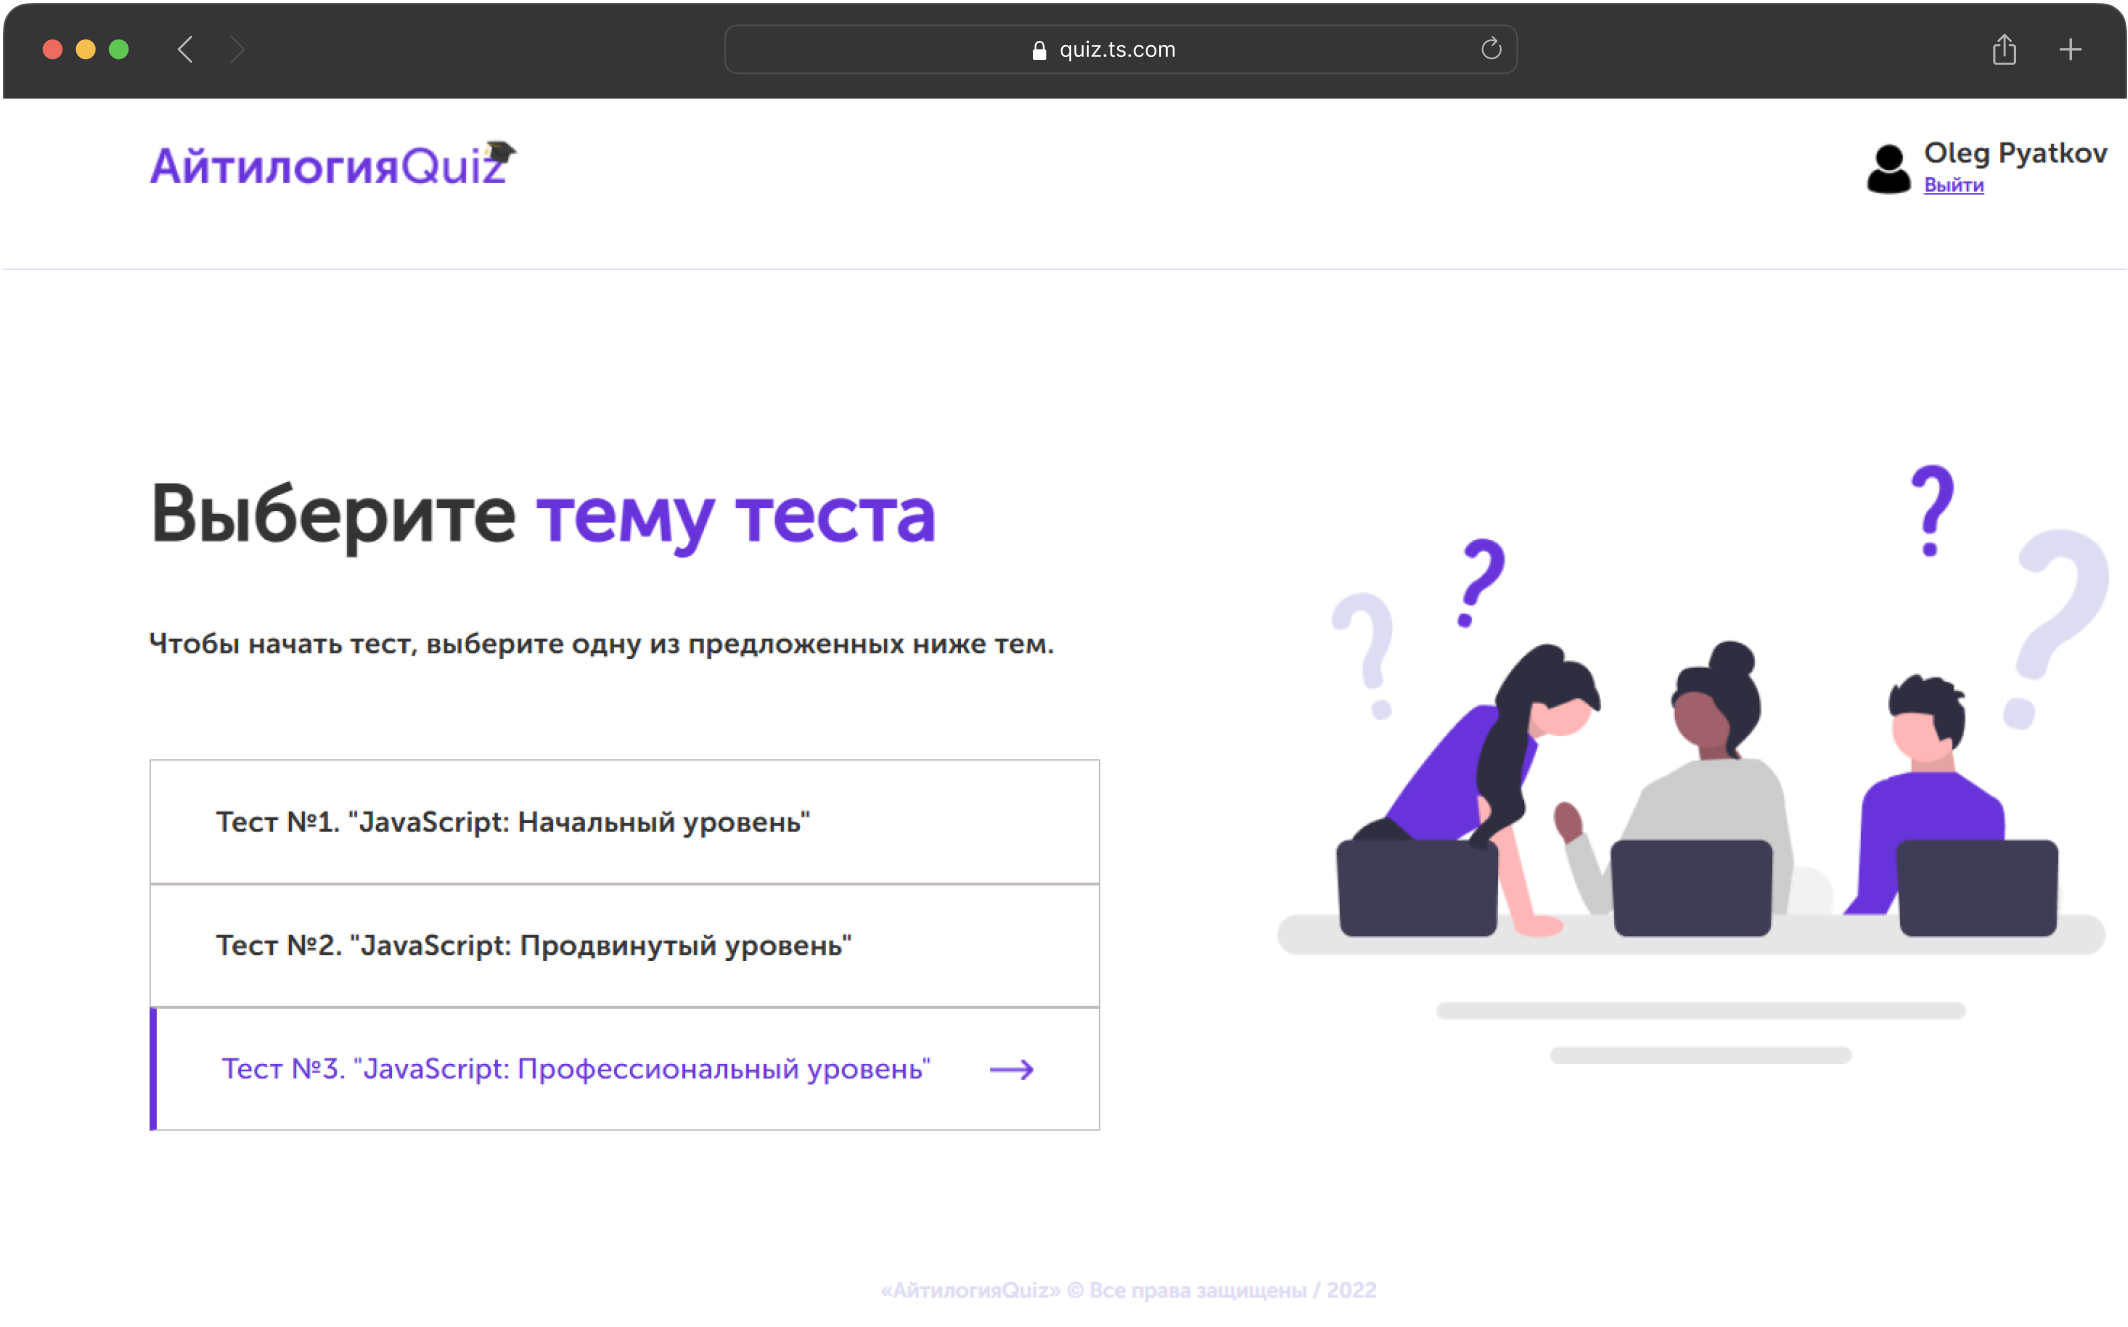 quiz.ts.com
АйтилогияQuiz
Oleg Pyatkov
Выйти
Выберите тему теста
Чтобы начать тест, выберите одну из предложенных ниже тем.
Тест №1. "JavaScript: Начальный уровень"
Тест №2. "JavaScript: Продвинутый уровень"
Тест №3. "JavaScript: Профессиональный уровень"
«АйтилогияQuiz» © Все права защищены / 2022